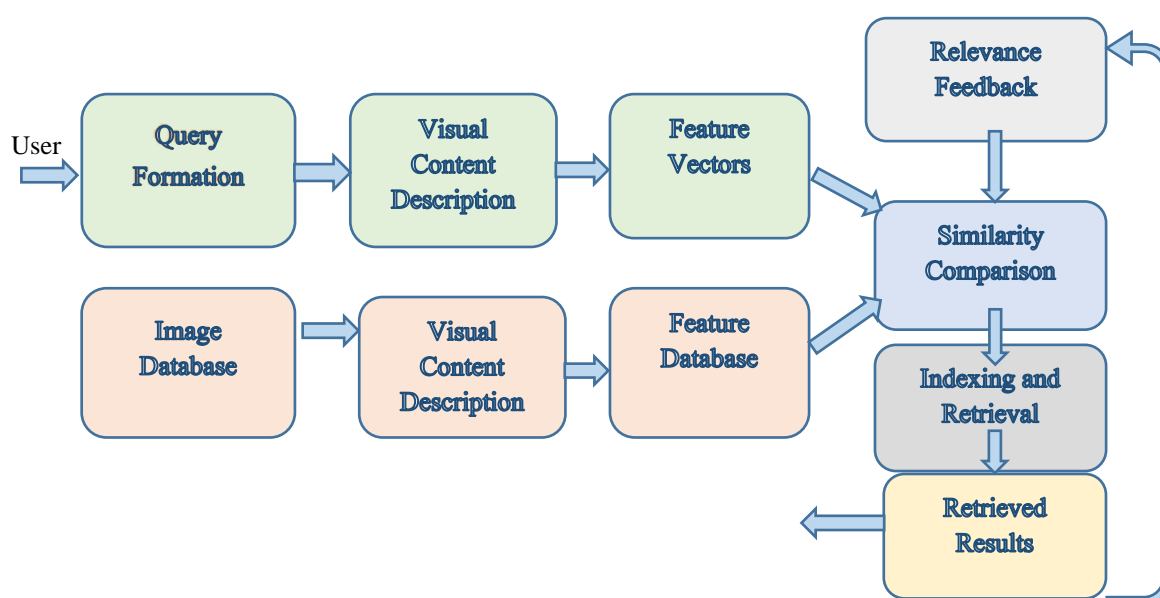 User
Query
Formation
Visual
Content
Description
Feature
Vectors
Relevance
Feedback
Similarity
Comparison
Image
Database
Visual
Content
Description
Feature
Database
Indexing and
Retrieval
Retrieved
Results